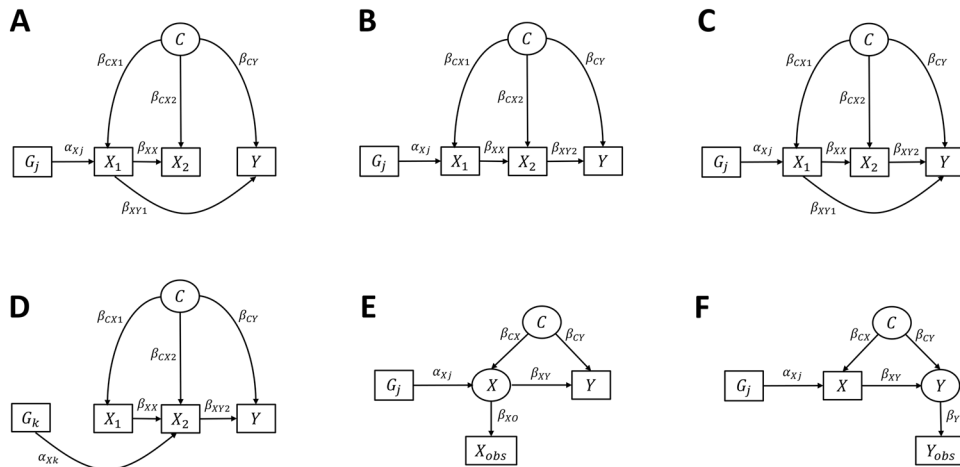 A
C
β_CX1
β_CX2
β_CY
G_j
α_Xj
X_1
β_XX
X_2
Y
β_XY1
B
C
β_CX1
β_CX2
β_CY
G_j
α_Xj
X_1
β_XX
X_2
β_XY2
Y
C
C
β_CX1
β_CX2
β_CY
G_j
α_Xj
X_1
β_XX
X_2
β_XY2
Y
β_XY1
D
C
β_CX1
β_CX2
β_CY
G_k
X_1
β_XX
X_2
β_XY2
Y
α_Xk
E
C
β_CX
β_CY
G_j
α_Xj
X
β_XY
Y
β_XO
X_obs
F
C
β_CX
β_CY
G_j
α_Xj
X
β_XY
Y
β_Y
Y_obs